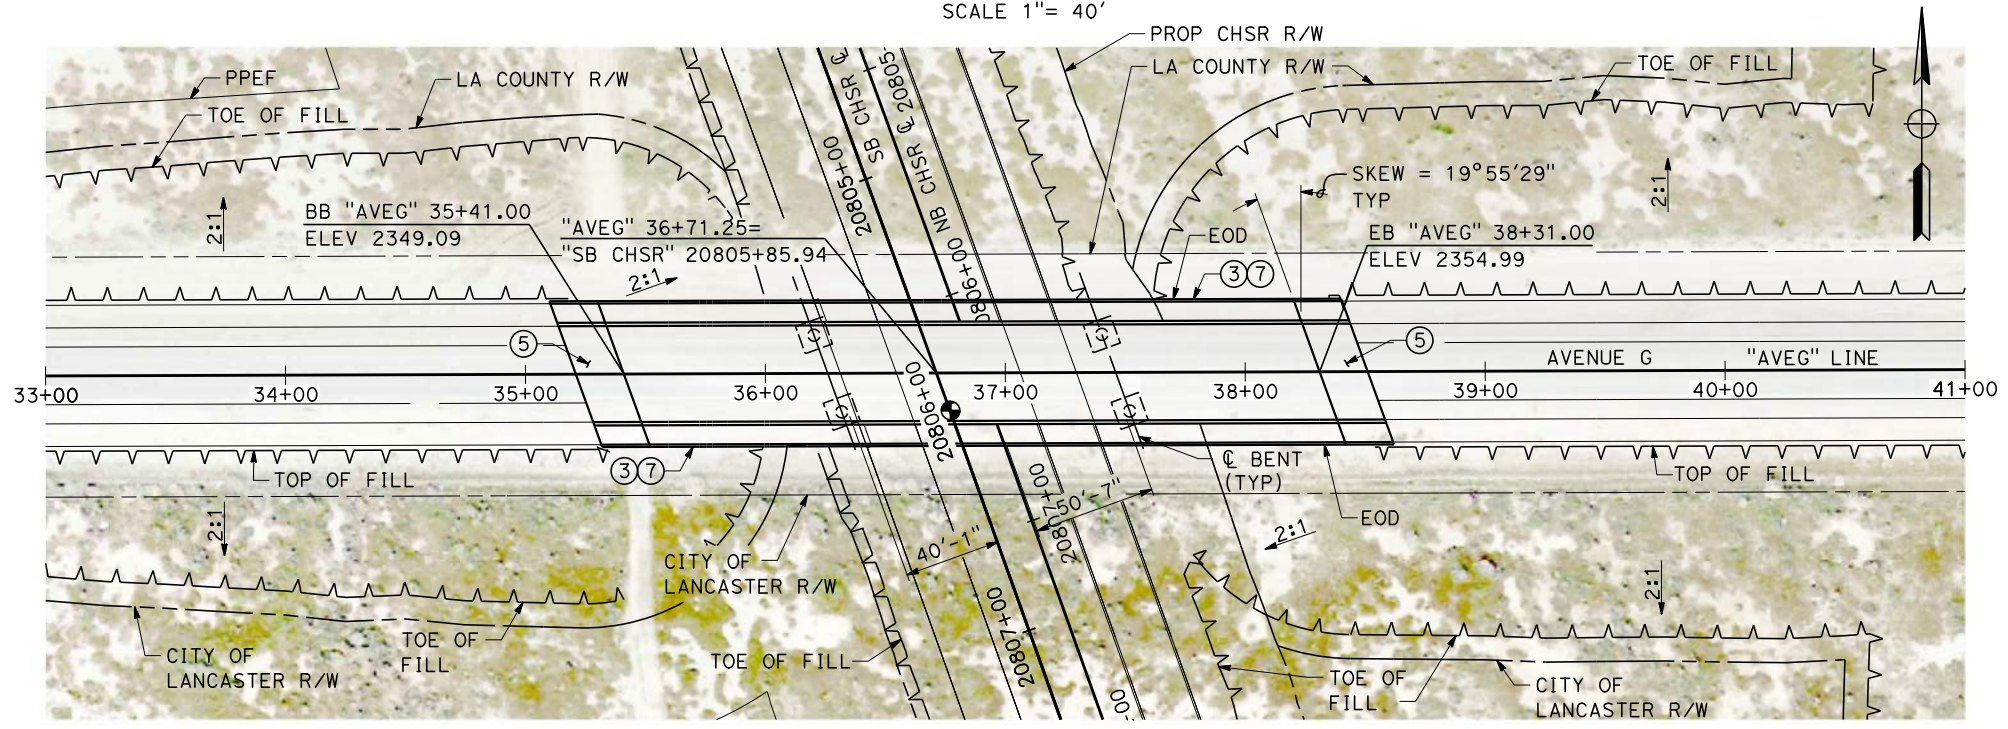 SCALE 1"= 40'
PROP CHSR R/W
LA COUNTY R/W
TOE OF FILL
PPEF
LA COUNTY R/W
TOE OF FILL
SB CHSR ℄
NB CHSR ℄
20805
20805+00
20806+00
2:1
2:1
SKEW = 19°55'29"
TYP
BB "AVEG" 35+41.00
ELEV 2349.09
"AVEG" 36+71.25=
"SB CHSR" 20805+85.94
EOD
EB "AVEG" 38+31.00
ELEV 2354.99
2:1
3 7
5
5
AVENUE G
"AVEG" LINE
33+00
34+00
35+00
36+00
37+00
38+00
39+00
40+00
41+00
20806+00
3 7
TOP OF FILL
℄ BENT
(TYP)
TOP OF FILL
2:1
20807+00
50'-7"
EOD
2:1
40'-1"
CITY OF
LANCASTER R/W
2:1
20807+00
TOE OF
FILL
CITY OF
LANCASTER R/W
TOE OF FILL
TOE OF
FILL
CITY OF
LANCASTER R/W
00